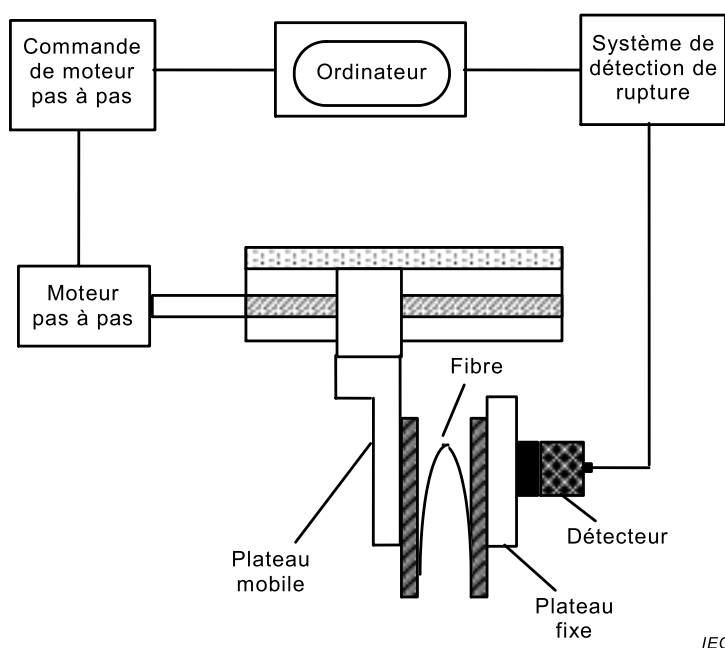 Commande
de moteur
pas à pas
Ordinateur
Système de
détection de
rupture
Moteur
pas à pas
Fibre
Détecteur
Plateau
mobile
Plateau
fixe
IEC